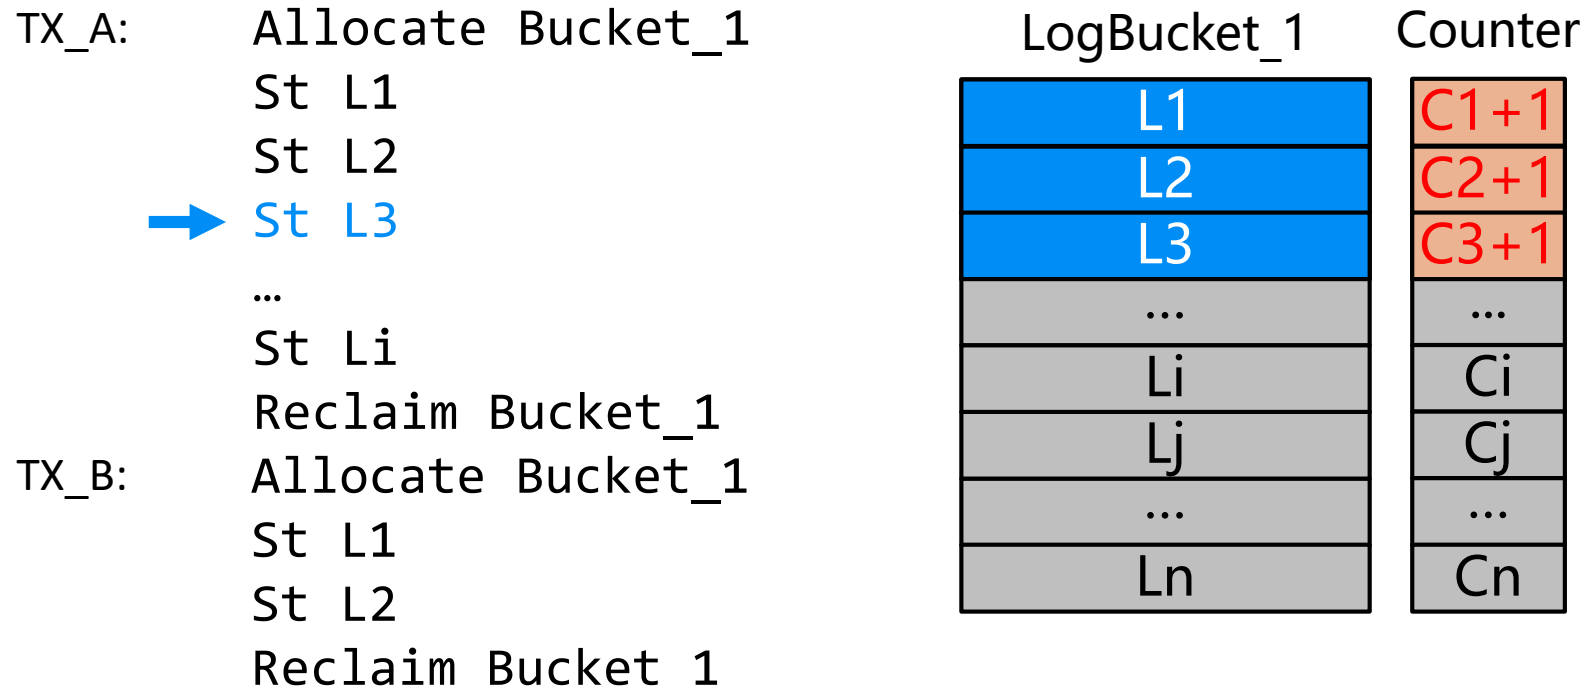 TX_A: Allocate Bucket_1
St L1
St L2
St L3
…
St Li
Reclaim Bucket_1
TX_B: Allocate Bucket_1
St L1
St L2
Reclaim Bucket 1
LogBucket_1 Counter
L1 C1+1
L2 C2+1
L3 C3+1
... ...
Li Ci
Lj Cj
... ...
Ln Cn